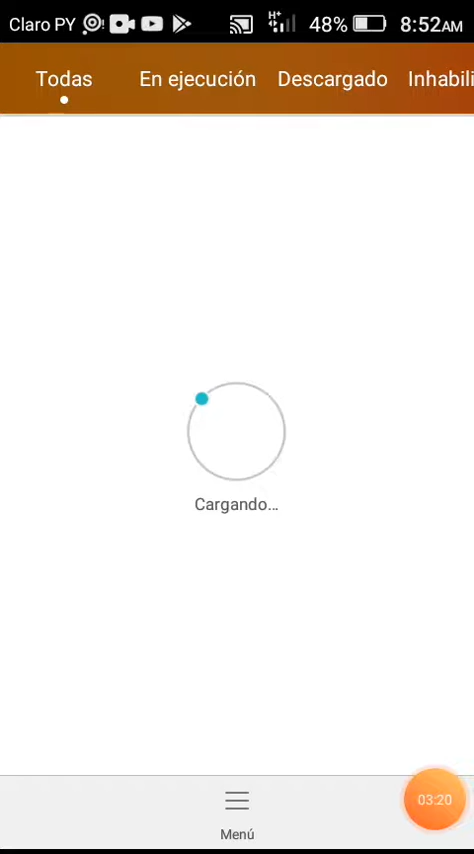 Claro PY 48% 8:52AM
Todas En ejecución Descargado Inhabili
Cargando...
03:20
Menú